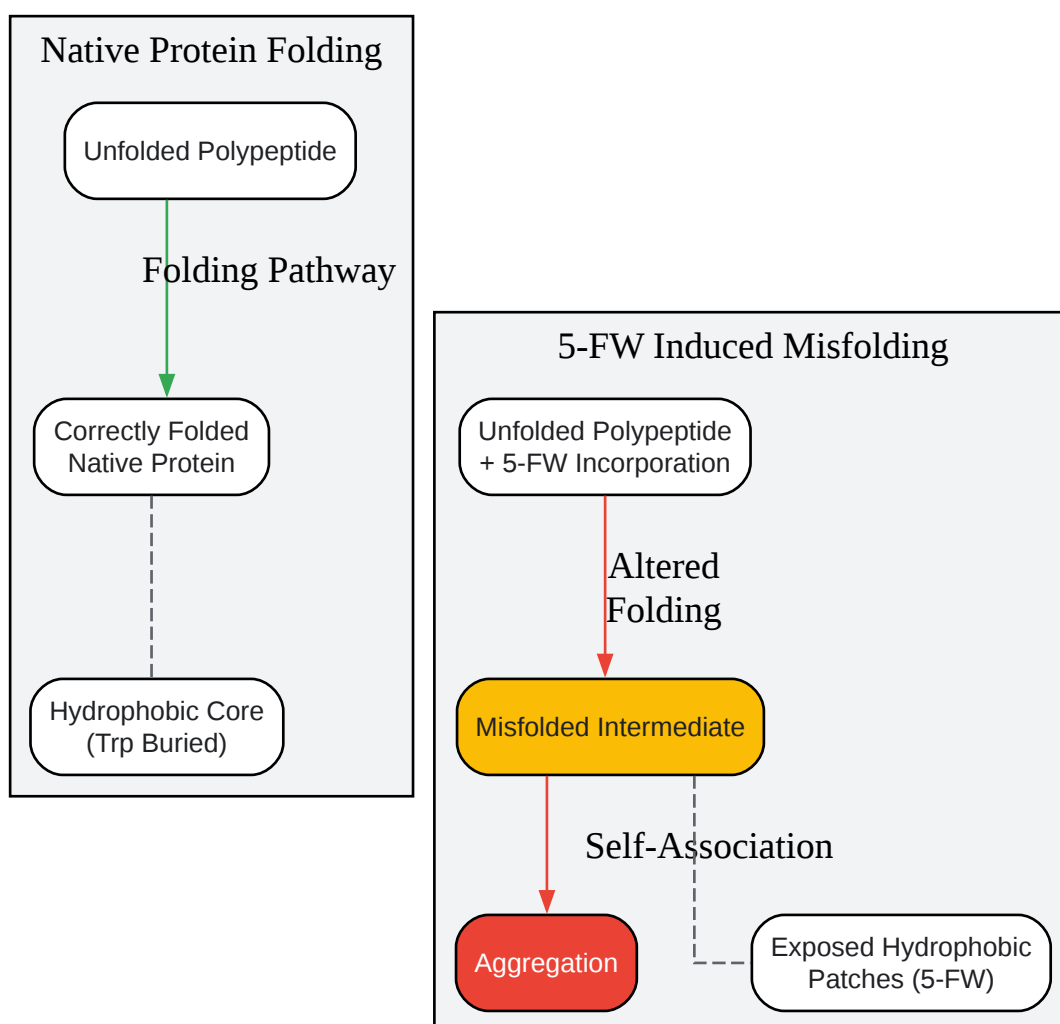 Native Protein Folding
Unfolded Polypeptide
Folding Pathway
Correctly Folded
Native Protein
Hydrophobic Core
(Trp Buried)
5-FW Induced Misfolding
Unfolded Polypeptide
+ 5-FW Incorporation
Altered
Folding
Misfolded Intermediate
Self-Association
Aggregation
Exposed Hydrophobic
Patches (5-FW)